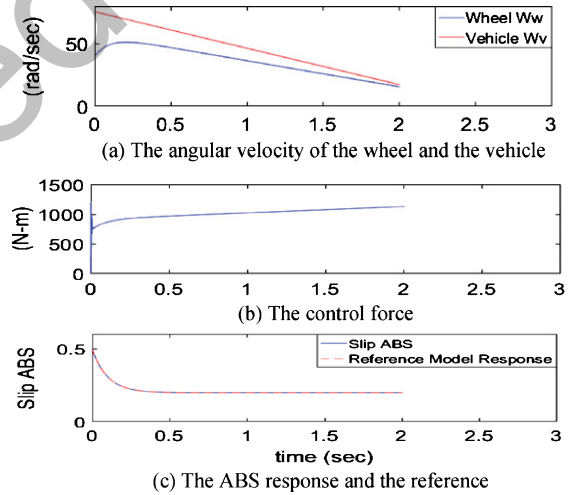 Wheel Ww
Vehicle Wv
(rad/sec)
50
0
0 0.5 1 1.5 2 2.5 3
(a) The angular velocity of the wheel and the vehicle
(N-m)
1500
1000
500
0
0 0.5 1 1.5 2 2.5 3
(b) The control force
Slip ABS
Reference Model Response
Slip ABS
0.5
0
0 0.5 1 1.5 2 2.5 3
time (sec)
(c) The ABS response and the reference